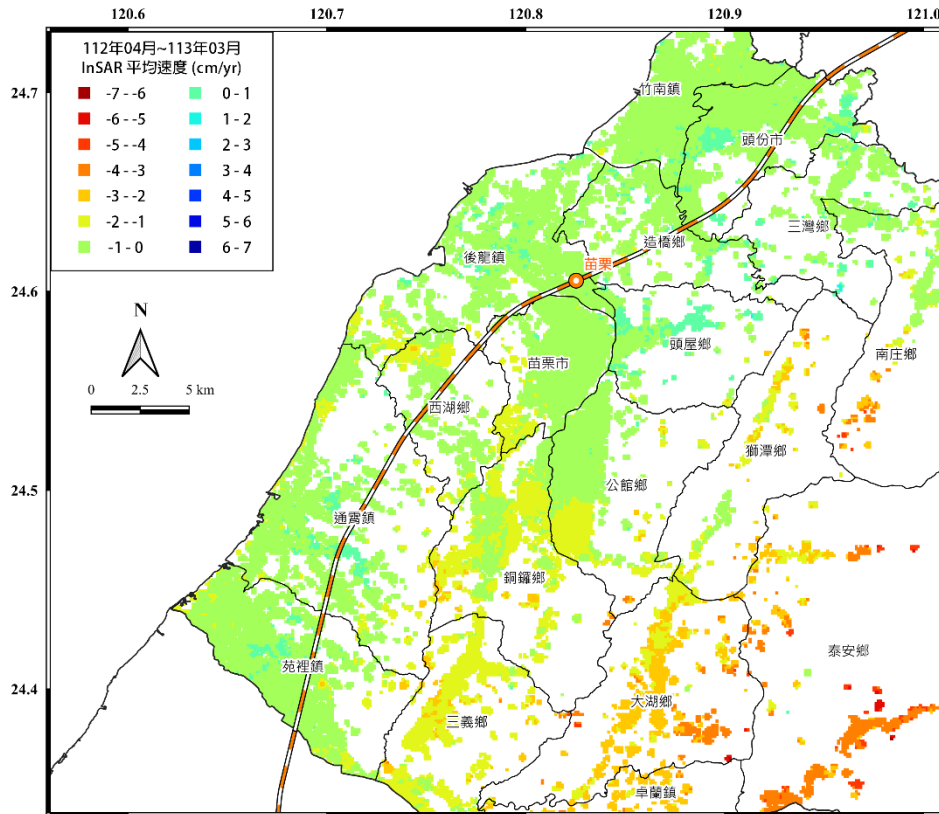 120.6 120.7 120.8 120.9 121.0
112年04月~113年03月
InSAR 平均速度 (cm/yr)
-7 - -6 0 - 1
-6 - -5 1 - 2
-5 - -4 2 - 3
-4 - -3 3 - 4
-3 - -2 4 - 5
-2 - -1 5 - 6
-1 - 0 6 - 7
24.7
竹南鎮
頭份市
三灣鄉
造橋鄉
後龍鎮
苗栗
24.6
N
0 2.5 5 km
頭屋鄉
南庄鄉
苗栗市
西湖鄉
獅潭鄉
24.5
公館鄉
通霄鎮
銅鑼鄉
泰安鄉
24.4
苑裡鎮
大湖鄉
三義鄉
卓蘭鎮